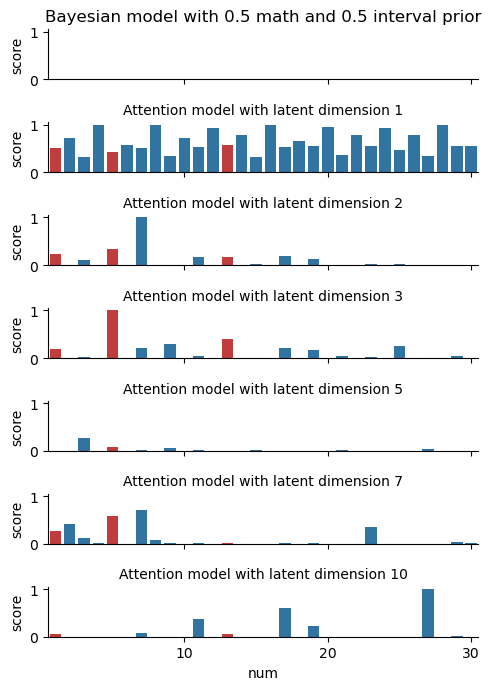 Bayesian model with 0.5 math and 0.5 interval prior
1
score
0
Attention model with latent dimension 1
1
score
0
Attention model with latent dimension 2
1
score
0
Attention model with latent dimension 3
1
score
0
Attention model with latent dimension 5
1
score
0
Attention model with latent dimension 7
1
score
0
Attention model with latent dimension 10
1
score
0
10 20 30
num